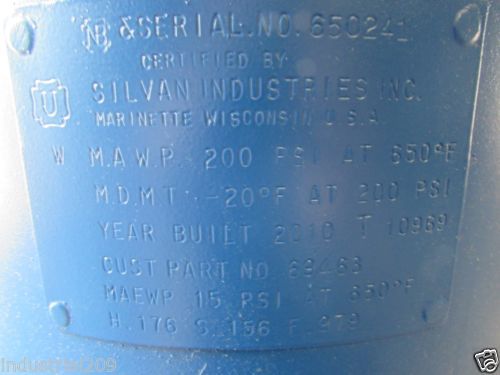 NB & SERIAL.NO. 650241
CERTIFIED BY
U SILVAN INDUSTRIES INC.
MARINETTE WISCONSIN U.S.A.
W M.A.W.P. 200 PSI AT 650°F
M.D.M.T. -20°F AT 200 PSI
YEAR BUILT 2010 T 10969
CUST PART NO 69463
MAEWP 15 PSI AT 650°F
H .176 S .156 F .979
industrial209